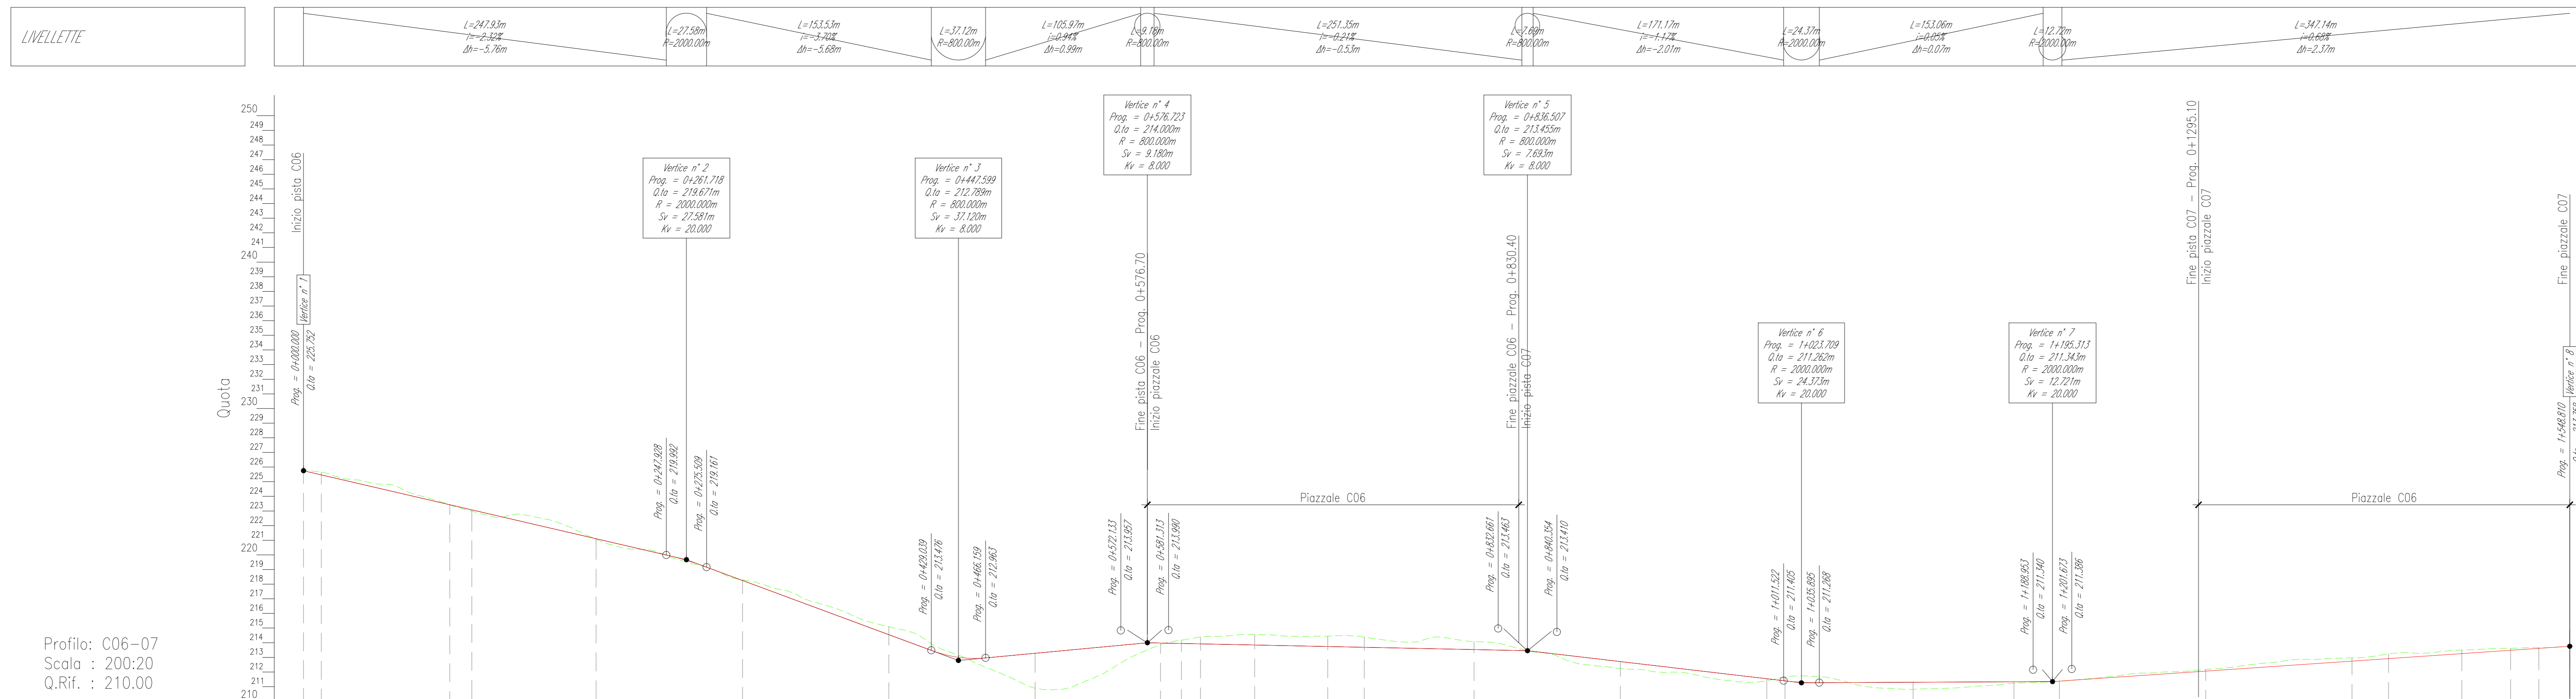 LIVELLETTE
L=247.93m
i=-2.32%
Δh=-5.76m
L=27.58m
R=2000.00m
L=153.53m
i=-3.70%
Δh=-5.68m
L=37.12m
R=800.00m
L=105.97m
i=0.94%
Δh=0.99m
L=9.18m
R=800.00m
L=251.35m
i=-0.21%
Δh=-0.53m
L=7.69m
R=800.00m
L=171.17m
i=-1.17%
Δh=-2.01m
L=24.37m
R=2000.00m
L=153.06m
i=0.05%
Δh=0.07m
L=12.72m
R=2000.00m
L=347.14m
i=0.68%
Δh=2.37m
Quota
250
249
248
247
246
245
244
243
242
241
240
239
238
237
236
235
234
233
232
231
230
229
228
227
226
225
224
223
222
221
220
219
218
217
216
215
214
213
212
211
210
Inizio pista C06
Vertice n° 1
Prog. = 0+000.000
Q.ta = 225.752
Vertice n° 2
Prog. = 0+261.718
Q.ta = 219.671m
R = 2000.000m
Sv = 27.581m
Kv = 20.000
Prog. = 0+247.928
Q.ta = 219.992
Prog. = 0+275.509
Q.ta = 219.161
Vertice n° 3
Prog. = 0+447.599
Q.ta = 212.789m
R = 800.000m
Sv = 37.120m
Kv = 8.000
Prog. = 0+429.039
Q.ta = 213.476
Prog. = 0+466.159
Q.ta = 212.963
Vertice n° 4
Prog. = 0+576.723
Q.ta = 214.000m
R = 800.000m
Sv = 9.180m
Kv = 8.000
Fine pista C06 - Prog. 0+576.70
Inizio piazzale C06
Prog. = 0+572.133
Q.ta = 213.957
Prog. = 0+581.313
Q.ta = 213.990
Piazzale C06
Vertice n° 5
Prog. = 0+836.507
Q.ta = 213.455m
R = 800.000m
Sv = 7.693m
Kv = 8.000
Fine piazzale C06 - Prog. 0+830.40
Inizio pista C07
Prog. = 0+832.661
Q.ta = 213.463
Prog. = 0+840.354
Q.ta = 213.410
Vertice n° 6
Prog. = 1+023.709
Q.ta = 211.262m
R = 2000.000m
Sv = 24.373m
Kv = 20.000
Prog. = 1+011.522
Q.ta = 211.405
Prog. = 1+035.895
Q.ta = 211.268
Vertice n° 7
Prog. = 1+195.313
Q.ta = 211.343m
R = 2000.000m
Sv = 12.721m
Kv = 20.000
Prog. = 1+188.953
Q.ta = 211.340
Prog. = 1+201.673
Q.ta = 211.386
Fine pista C07 - Prog. 0+1295.10
Inizio piazzale C07
Piazzale C06
Fine piazzale C07
Vertice n° 8
Prog. = 1+548.810
Profilo: C06-07
Scala : 200:20
Q.Rif. : 210.00